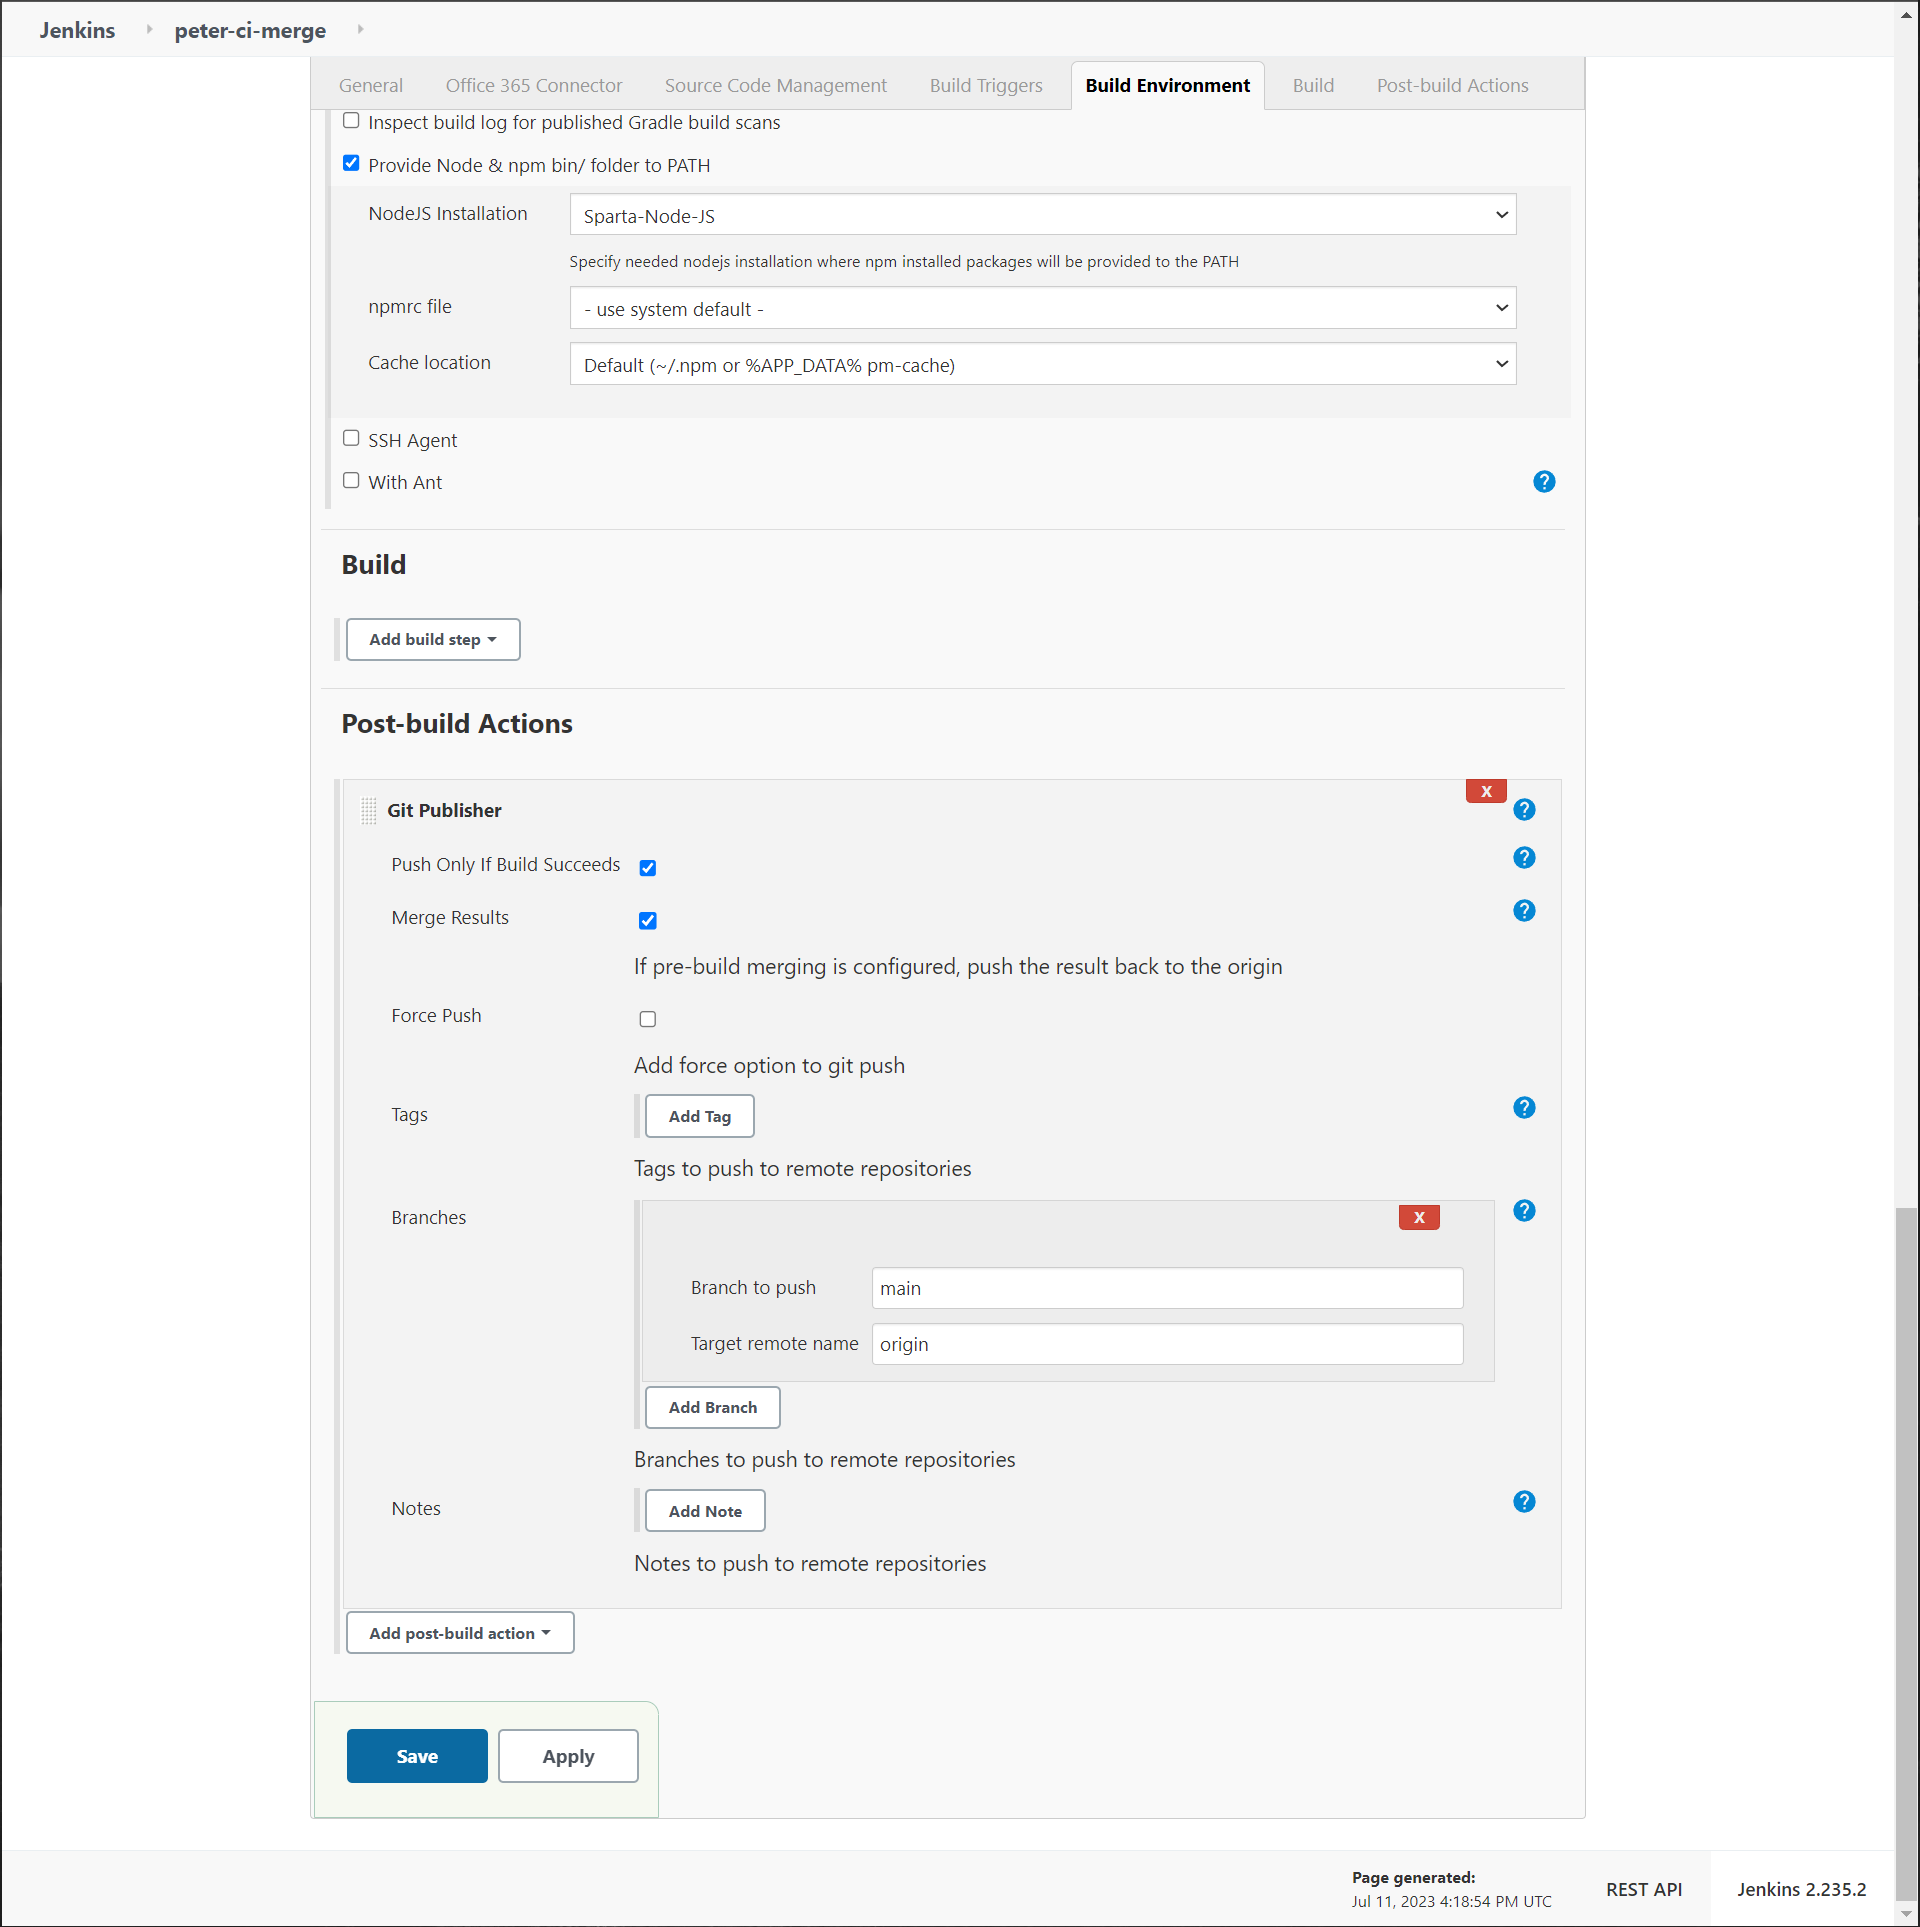 Jenkins peter-ci-merge
General Office 365 Connector Source Code Management Build Triggers Build Environment Build Post-build Actions
Inspect build log for published Gradle build scans
Provide Node & npm bin/ folder to PATH
NodeJS Installation Sparta-Node-JS
Specify needed nodejs installation where npm installed packages will be provided to the PATH
npmrc file - use system default -
Cache location Default (~/.npm or %APP_DATA% pm-cache)
SSH Agent
With Ant ?
Build
Add build step
Post-build Actions
X
Git Publisher ?
Push Only If Build Succeeds ?
Merge Results ?
If pre-build merging is configured, push the result back to the origin
Force Push
Add force option to git push
Tags Add Tag ?
Tags to push to remote repositories
Branches X ?
Branch to push main
Target remote name origin
Add Branch
Branches to push to remote repositories
Notes Add Note ?
Notes to push to remote repositories
Add post-build action
Save Apply
Page generated:
Jul 11, 2023 4:18:54 PM UTC REST API Jenkins 2.235.2